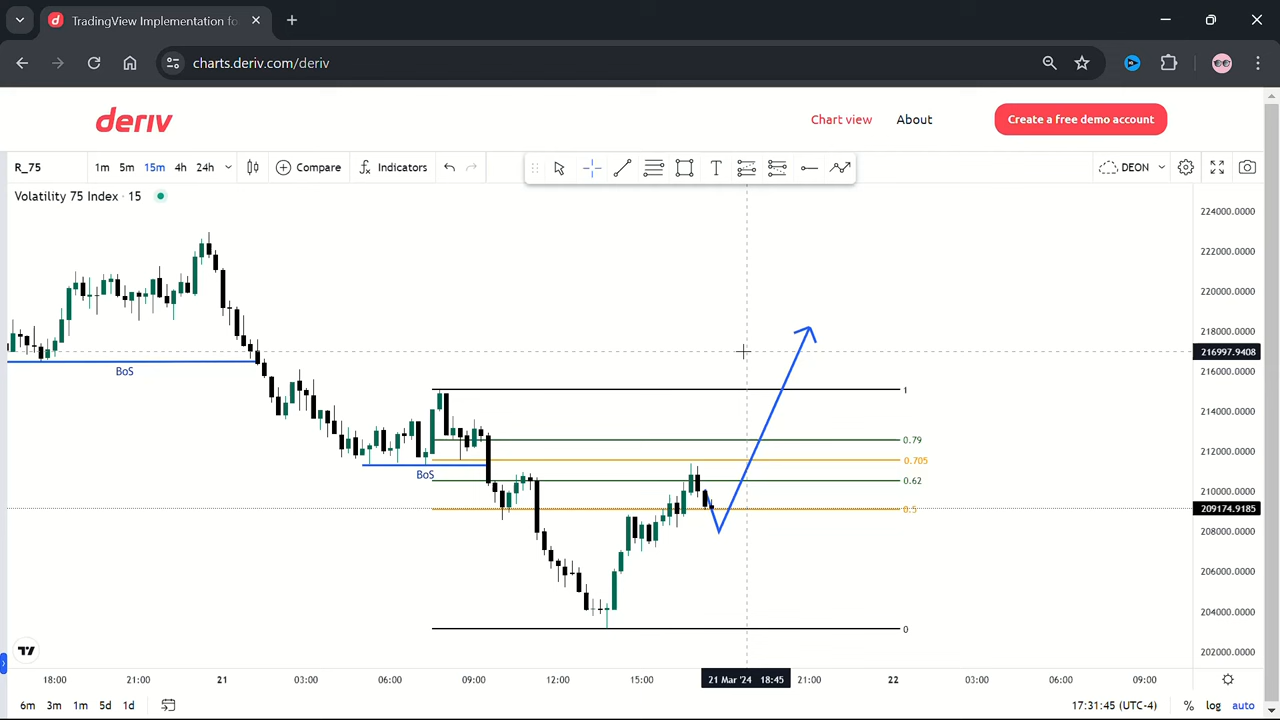 TradingView Implementation fo
charts.deriv.com/deriv
deriv
Chart view
About
Create a free demo account
R_75
1m 5m 15m 4h 24h
Compare
Indicators
DEON
Volatility 75 Index · 15
224000.0000
222000.0000
220000.0000
218000.0000
216997.9408
216000.0000
214000.0000
212000.0000
210000.0000
209174.9185
208000.0000
206000.0000
204000.0000
202000.0000
BoS
BoS
1
0.79
0.705
0.62
0.5
0
18:00 21:00 21 03:00 06:00 09:00 12:00 15:00 21 Mar '24 18:45 21:00 22 03:00 06:00 09:00
6m 3m 1m 5d 1d
17:31:45 (UTC-4) % log auto